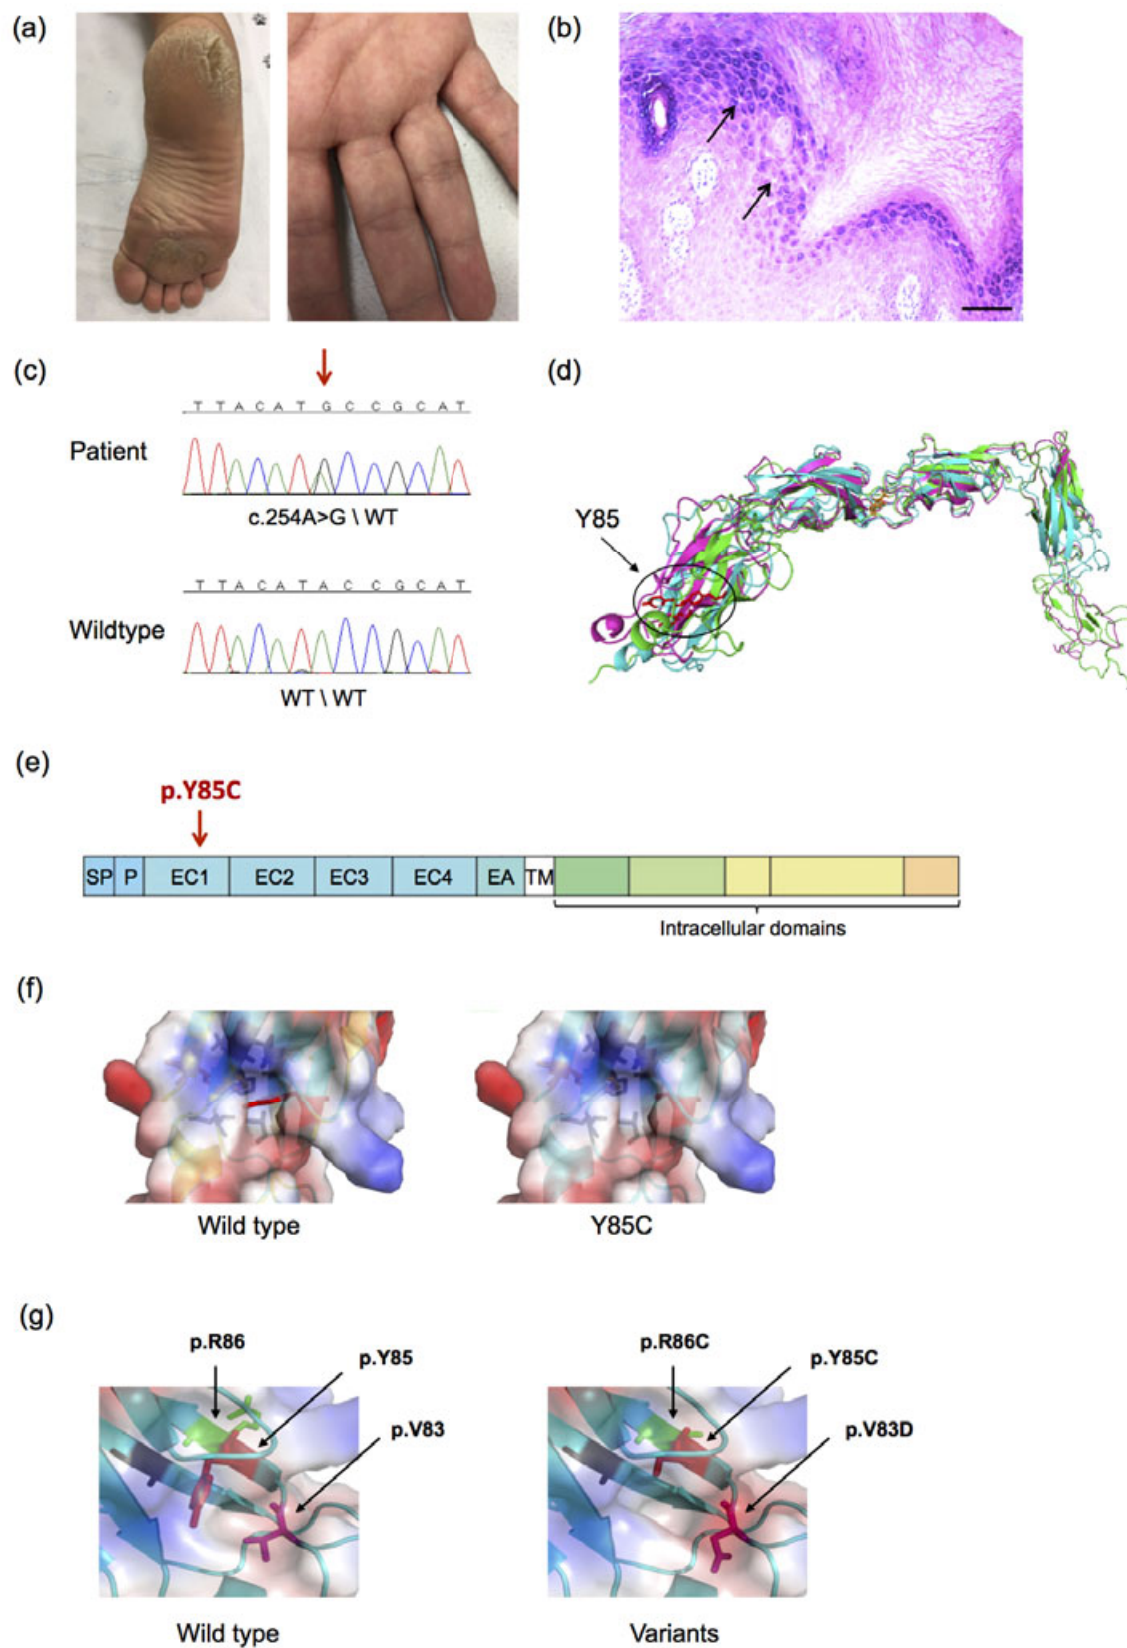 (a)
(b)
(c)
T T A C A T G C C G C A T
Patient
c.254A>G \ WT
T T A C A T A C C G C A T
Wildtype
WT \ WT
(d)
Y85
(e)
p.Y85C
SP P EC1 EC2 EC3 EC4 EA TM
Intracellular domains
(f)
Wild type
Y85C
(g)
p.R86
p.Y85
p.V83
p.R86C
p.Y85C
p.V83D
Wild type
Variants